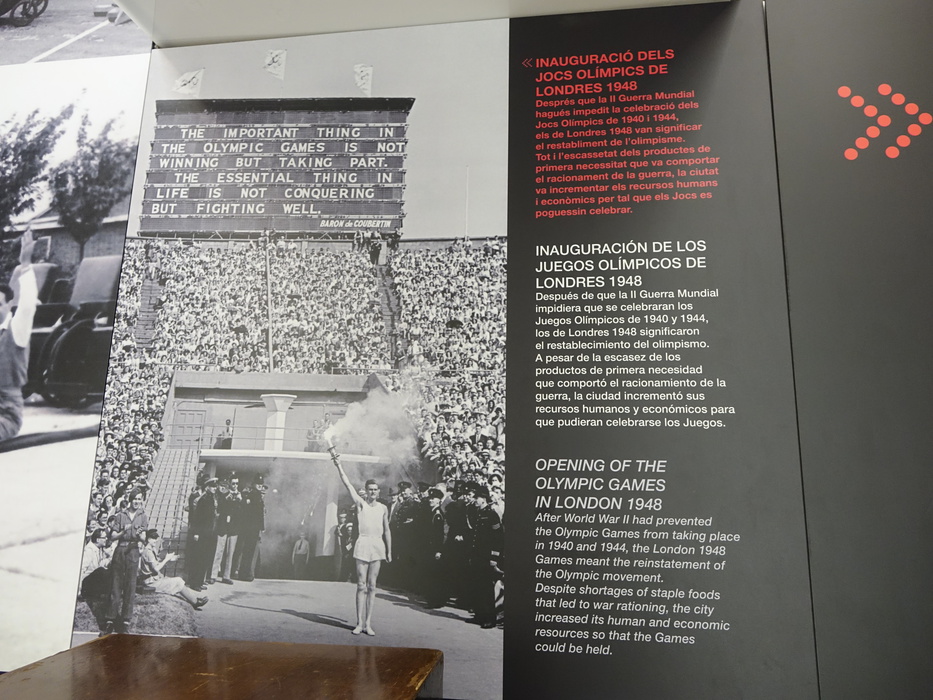 THE IMPORTANT THING IN
THE OLYMPIC GAMES IS NOT
WINNING BUT TAKING PART.
THE ESSENTIAL THING IN
LIFE IS NOT CONQUERING
BUT FIGHTING WELL.
BARON de COUBERTIN
« INAUGURACIÓ DELS
JOCS OLÍMPICS DE
LONDRES 1948
Després que la II Guerra Mundial
hagués impedit la celebració dels
Jocs Olímpics de 1940 i 1944,
els de Londres 1948 van significar
el restabliment de l'olimpisme.
Tot i l'escassetat dels productes de
primera necessitat que va comportar
el racionament de la guerra, la ciutat
va incrementar els recursos humans
i econòmics per tal que els Jocs es
poguessin celebrar.
INAUGURACIÓN DE LOS
JUEGOS OLÍMPICOS DE
LONDRES 1948
Después de que la II Guerra Mundial
impidiera que se celebraran los
Juegos Olímpicos de 1940 y 1944,
los de Londres 1948 significaron
el restablecimiento del olimpismo.
A pesar de la escasez de los
productos de primera necesidad
que comportó el racionamiento de la
guerra, la ciudad incrementó sus
recursos humanos y económicos para
que pudieran celebrarse los Juegos.
OPENING OF THE
OLYMPIC GAMES
IN LONDON 1948
After World War II had prevented
the Olympic Games from taking place
in 1940 and 1944, the London 1948
Games meant the reinstatement of
the Olympic movement.
Despite shortages of staple foods
that led to war rationing, the city
increased its human and economic
resources so that the Games
could be held.